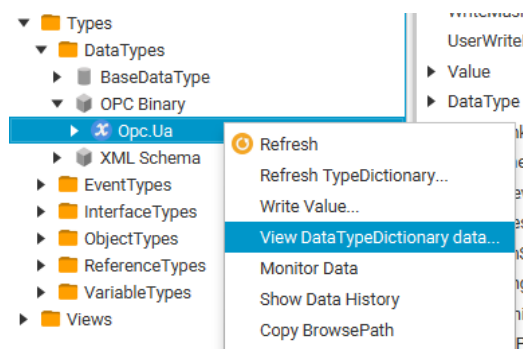 Types
DataTypes
BaseDataType
OPC Binary
Opc.Ua
XML Schema
EventTypes
InterfaceTypes
ObjectTypes
ReferenceTypes
VariableTypes
Views
Refresh
Refresh TypeDictionary...
Write Value...
View DataTypeDictionary data...
Monitor Data
Show Data History
Copy BrowsePath
UserWrite
Value
DataType